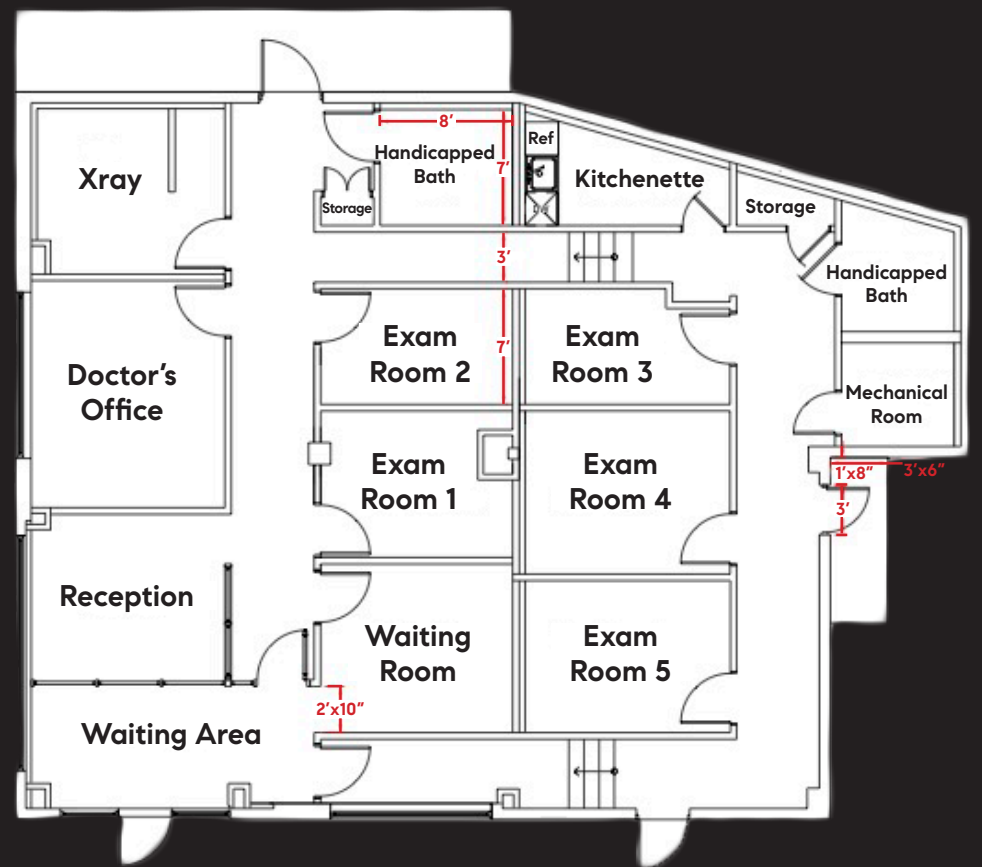 8'
Ref
Xray
Handicapped
Bath
7'
Kitchenette
Storage
Storage
3'
Handicapped
Bath
Exam
Room 2
7'
Exam
Room 3
Doctor's
Office
Mechanical
Room
Exam
Room 1
Exam
Room 4
1'x8"
3'x6"
3'
Reception
Waiting
Room
Exam
Room 5
2'x10"
Waiting Area